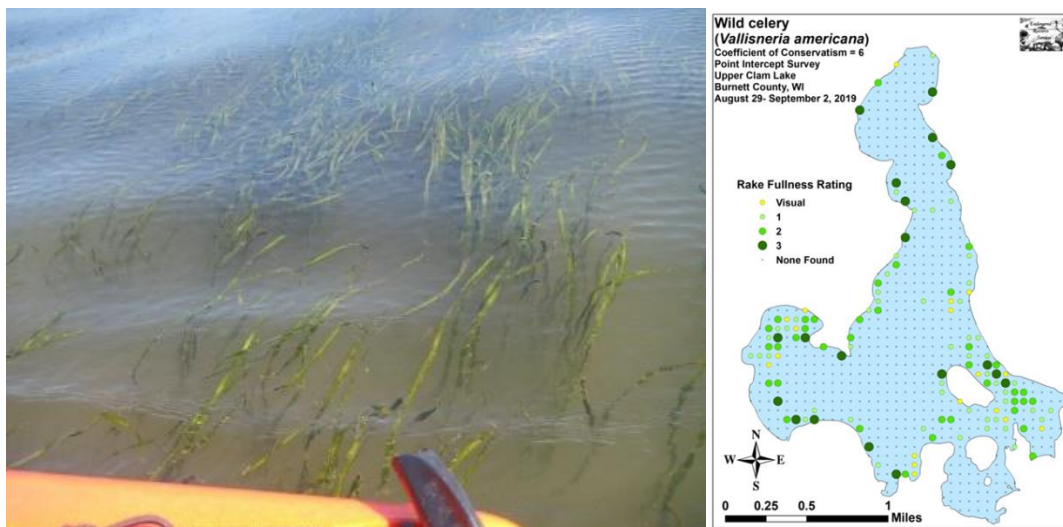 Wild celery
(Vallisneria americana)
Coefficient of Conservatism = 6
Point Intercept Survey
Upper Clam Lake
Burnett County, WI
August 29- September 2, 2019
Rake Fullness Rating
Visual
1
2
3
None Found
N
W E
S
0 0.25 0.5 1
Miles